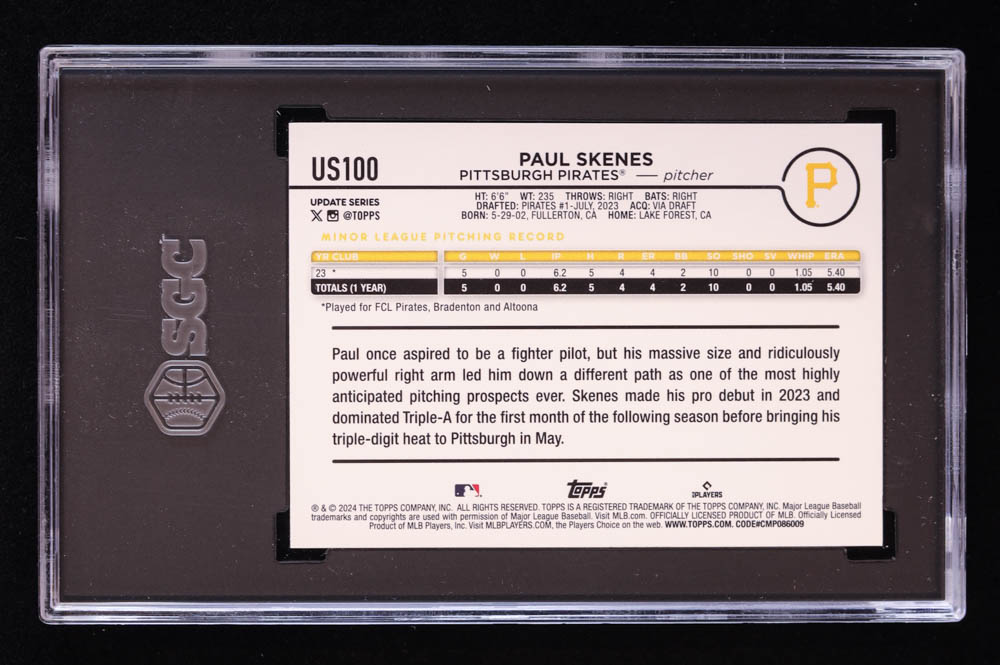 SGC
US100
PAUL SKENES
PITTSBURGH PIRATES® — pitcher
P
UPDATE SERIES
@TOPPS
HT: 6'6" WT: 235 THROWS: RIGHT BATS: RIGHT
DRAFTED: PIRATES #1-JULY, 2023 ACQ: VIA DRAFT
BORN: 5-29-02, FULLERTON, CA HOME: LAKE FOREST, CA
MINOR LEAGUE PITCHING RECORD
YR CLUB G W L IP H R ER BB SO SHO SV WHIP ERA
23 * 5 0 0 6.2 5 4 4 2 10 0 0 1.05 5.40
TOTALS (1 YEAR) 5 0 0 6.2 5 4 4 2 10 0 0 1.05 5.40
*Played for FCL Pirates, Bradenton and Altoona
Paul once aspired to be a fighter pilot, but his massive size and ridiculously
powerful right arm led him down a different path as one of the most highly
anticipated pitching prospects ever. Skenes made his pro debut in 2023 and
dominated Triple-A for the first month of the following season before bringing his
triple-digit heat to Pittsburgh in May.
topps® PLAYERS
® & © 2024 THE TOPPS COMPANY, INC. ALL RIGHTS RESERVED. TOPPS IS A REGISTERED TRADEMARK OF THE TOPPS COMPANY, INC. Major League Baseball
trademarks and copyrights are used with permission of Major League Baseball. Visit MLB.com. OFFICIALLY LICENSED PRODUCT OF MLB. Officially Licensed
Product of MLB Players, Inc. Visit MLBPLAYERS.COM, the Players Choice on the web. WWW.TOPPS.COM. CODE#CMP086009